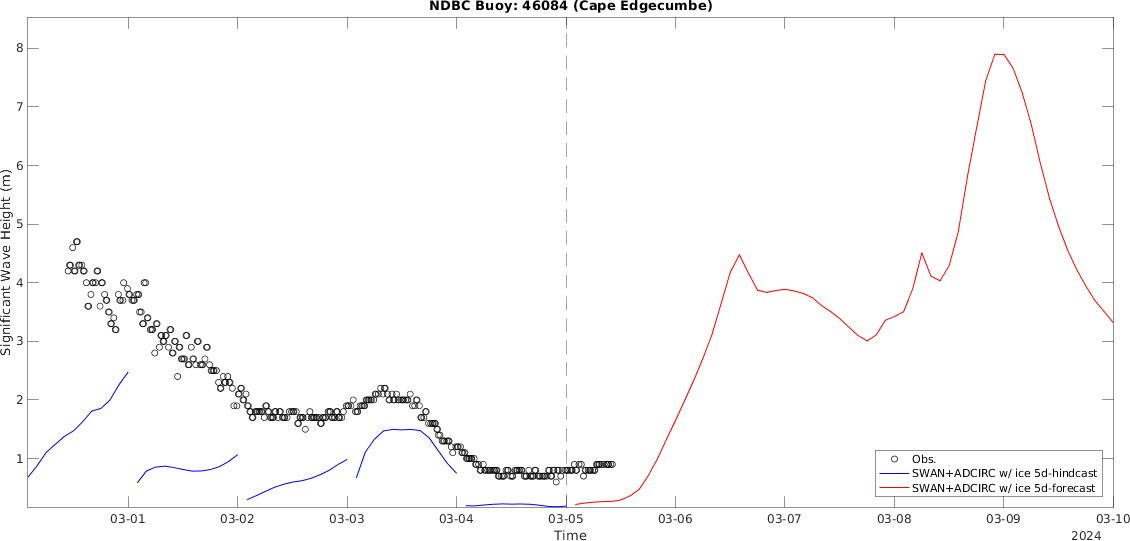 NDBC Buoy: 46084 (Cape Edgecumbe)
8
7
6
5
4
3
2
1
Significant Wave Height (m)
Obs.
SWAN+ADCIRC w/ ice 5d-hindcast
SWAN+ADCIRC w/ ice 5d-forecast
03-01 03-02 03-03 03-04 03-05 03-06 03-07 03-08 03-09 03-10
Time
2024